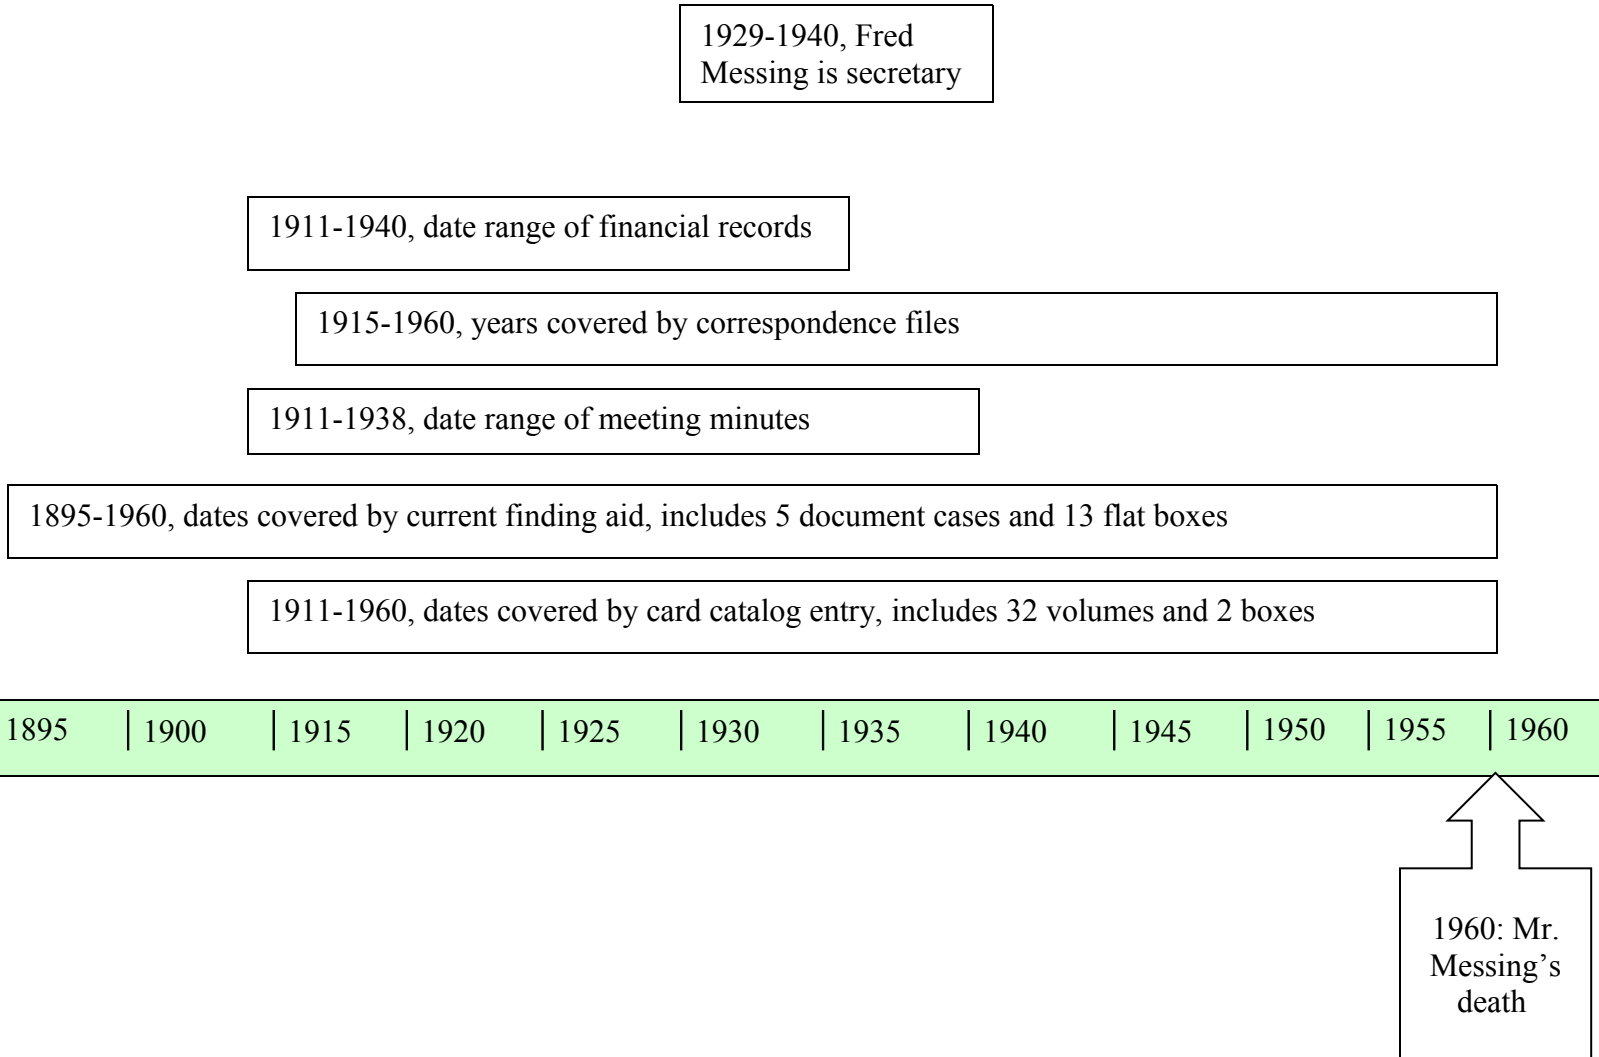 1929-1940, Fred
Messing is secretary
1911-1940, date range of financial records
1915-1960, years covered by correspondence files
1911-1938, date range of meeting minutes
1895-1960, dates covered by current finding aid, includes 5 document cases and 13 flat boxes
1911-1960, dates covered by card catalog entry, includes 32 volumes and 2 boxes
1895 | 1900 | 1915 | 1920 | 1925 | 1930 | 1935 | 1940 | 1945 | 1950 | 1955 | 1960
1960: Mr.
Messing’s
death